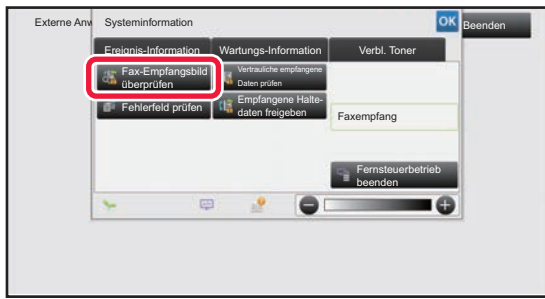 Externe Anw
Systeminformation
OK
Beenden
Ereignis-Information
Wartungs-Information
Verbl. Toner
Fax-Empfangsbild
überprüfen
Vertrauliche empfangene
Daten prüfen
Fehlerfeld prüfen
Empfangene Halte-
daten freigeben
Faxempfang
Fernsteuerbetrieb
beenden